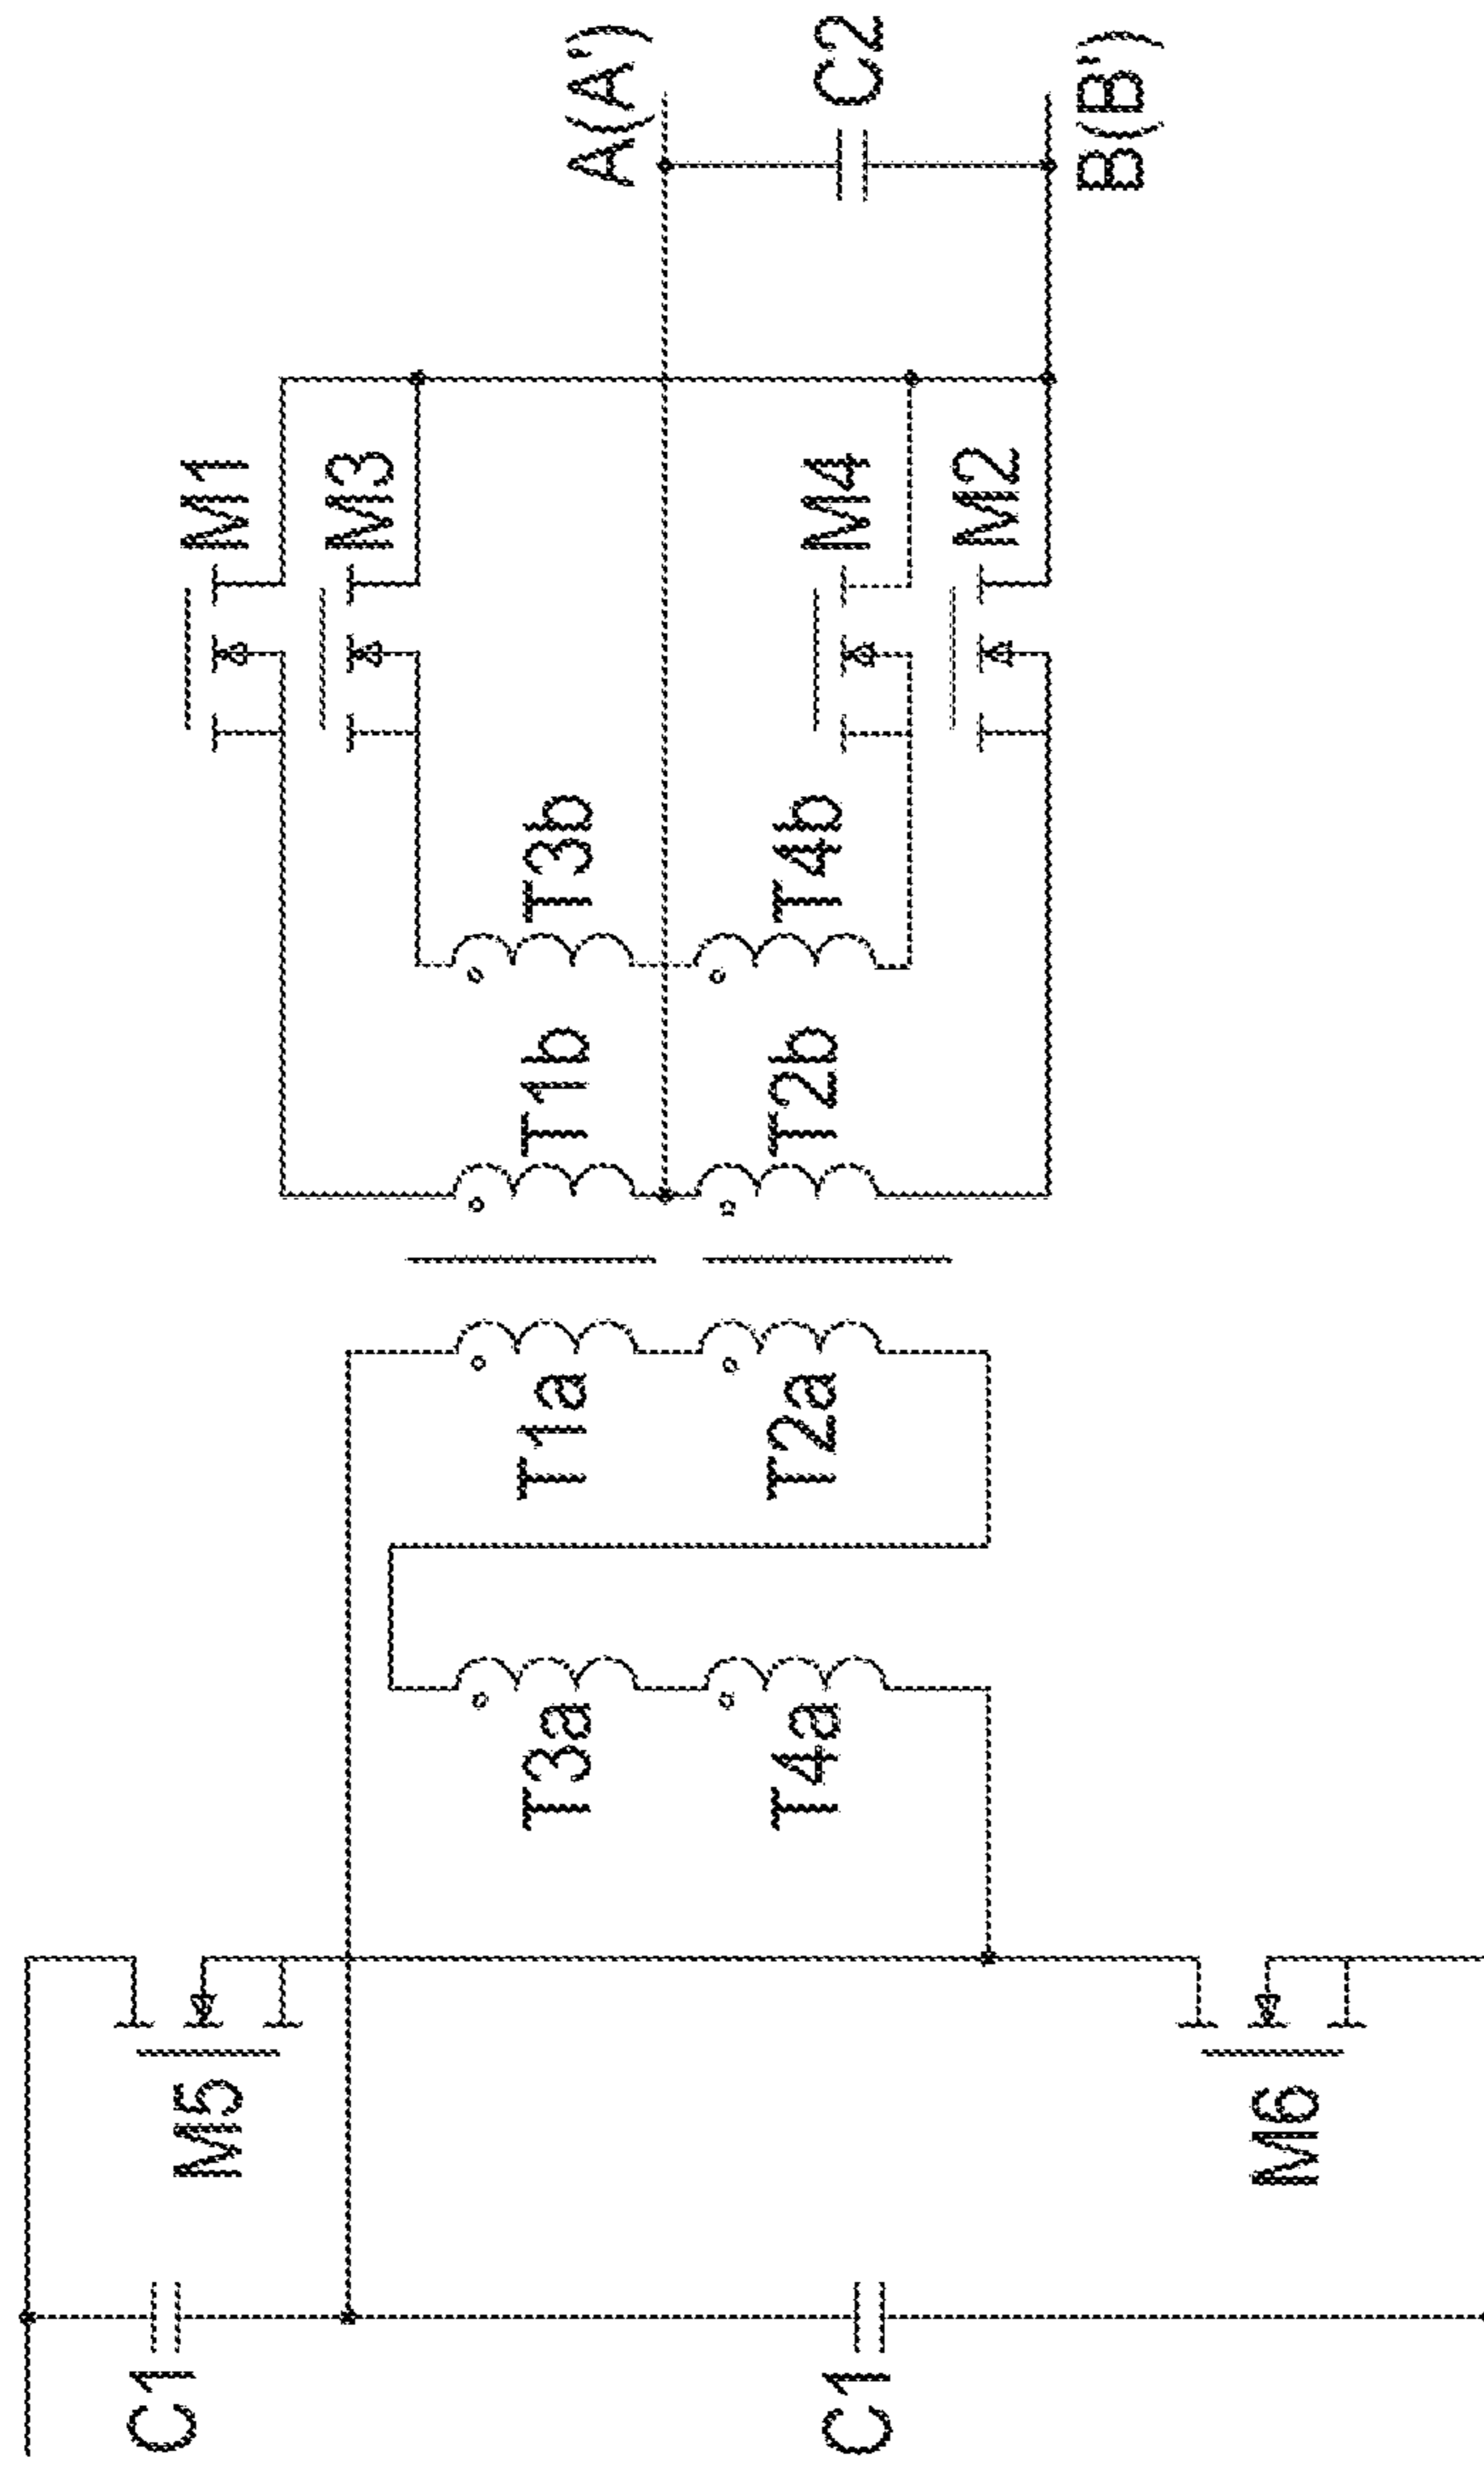 A(A')
C2
B(B')
M1
M3
M4
M2
T3b
T4b
T1b
T2b
T1a
T2a
T3a
T4a
M5
M6
C1
C1